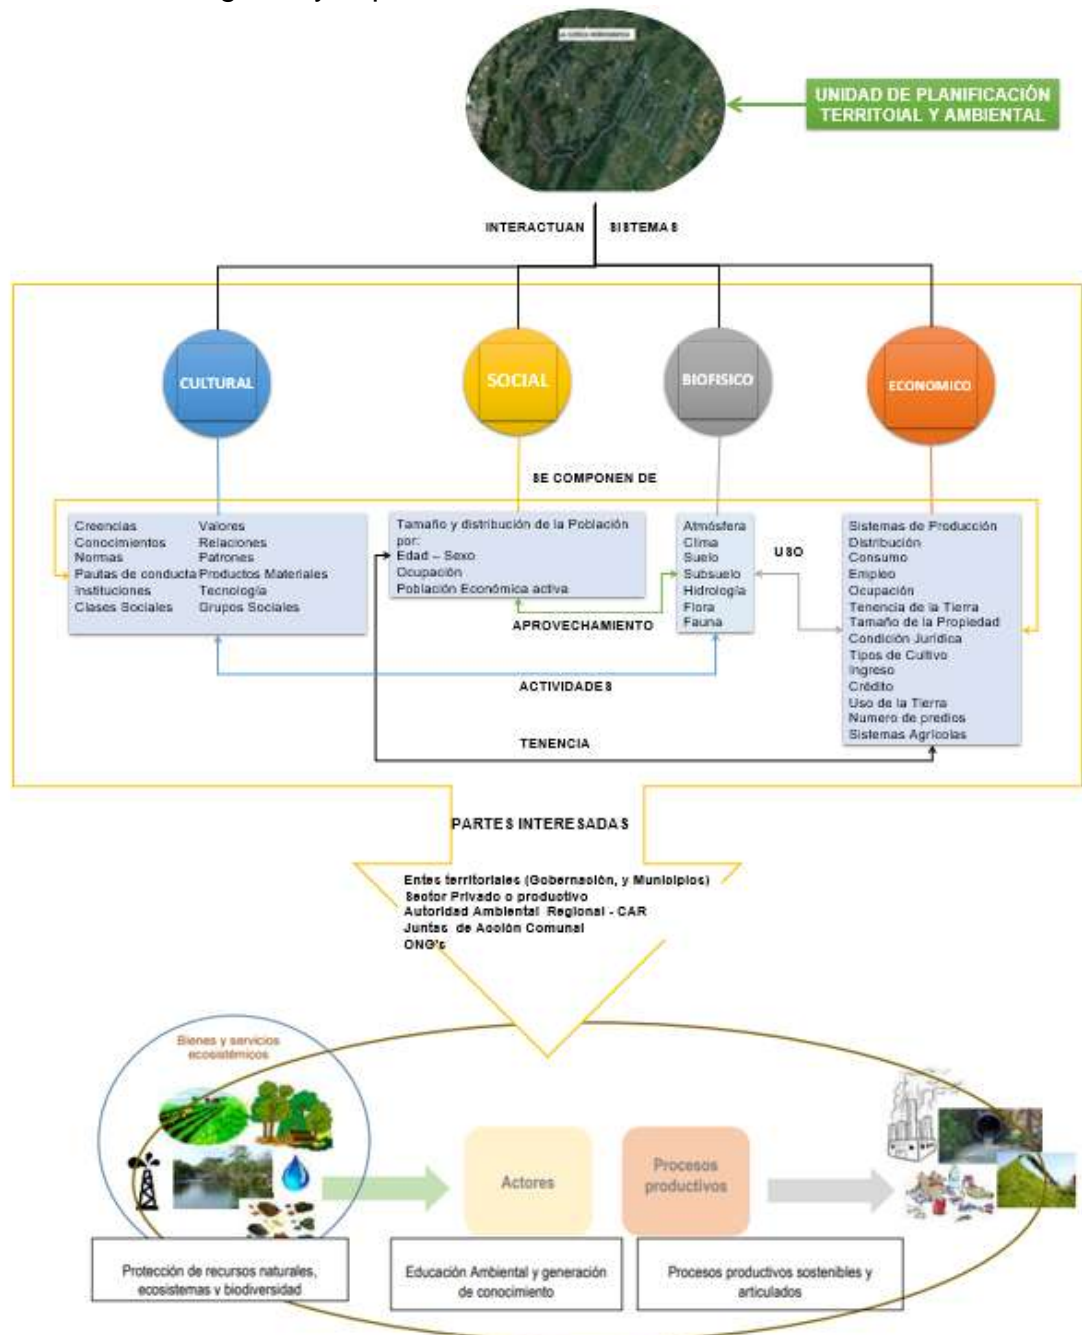 LA CUENCA HIDROGRAFICA
UNIDAD DE PLANIFICACIÓN
TERRITOIAL Y AMBIENTAL
INTERACTUAN
SISTEMAS
CULTURAL
SOCIAL
BIOFISICO
ECONOMICO
SE COMPONEN DE
Creencias Valores
Conocimientos Relaciones
Normas Patrones
Pautas de conducta Productos Materiales
Instituciones Tecnología
Clases Sociales Grupos Sociales
Tamaño y distribución de la Población
por:
Edad – Sexo
Ocupación
Población Económica activa
Atmósfera
Clima
Suelo
Subsuelo
Hidrología
Flora
Fauna
USO
Sistemas de Producción
Distribución
Consumo
Empleo
Ocupación
Tenencia de la Tierra
Tamaño de la Propiedad
Condición Jurídica
Tipos de Cultivo
Ingreso
Crédito
Uso de la Tierra
Numero de predios
Sistemas Agrícolas
APROVECHAMIENTO
ACTIVIDADES
TENENCIA
PARTES INTERESADAS
Entes territoriales (Gobernación, y Municipios)
Sector Privado o productivo
Autoridad Ambiental Regional - CAR
Juntas de Acción Comunal
ONG's
Bienes y servicios
ecosistémicos
Actores
Procesos
productivos
Protección de recursos naturales,
ecosistemas y biodiversidad
Educación Ambiental y generación
de conocimiento
Procesos productivos sostenibles y
articulados